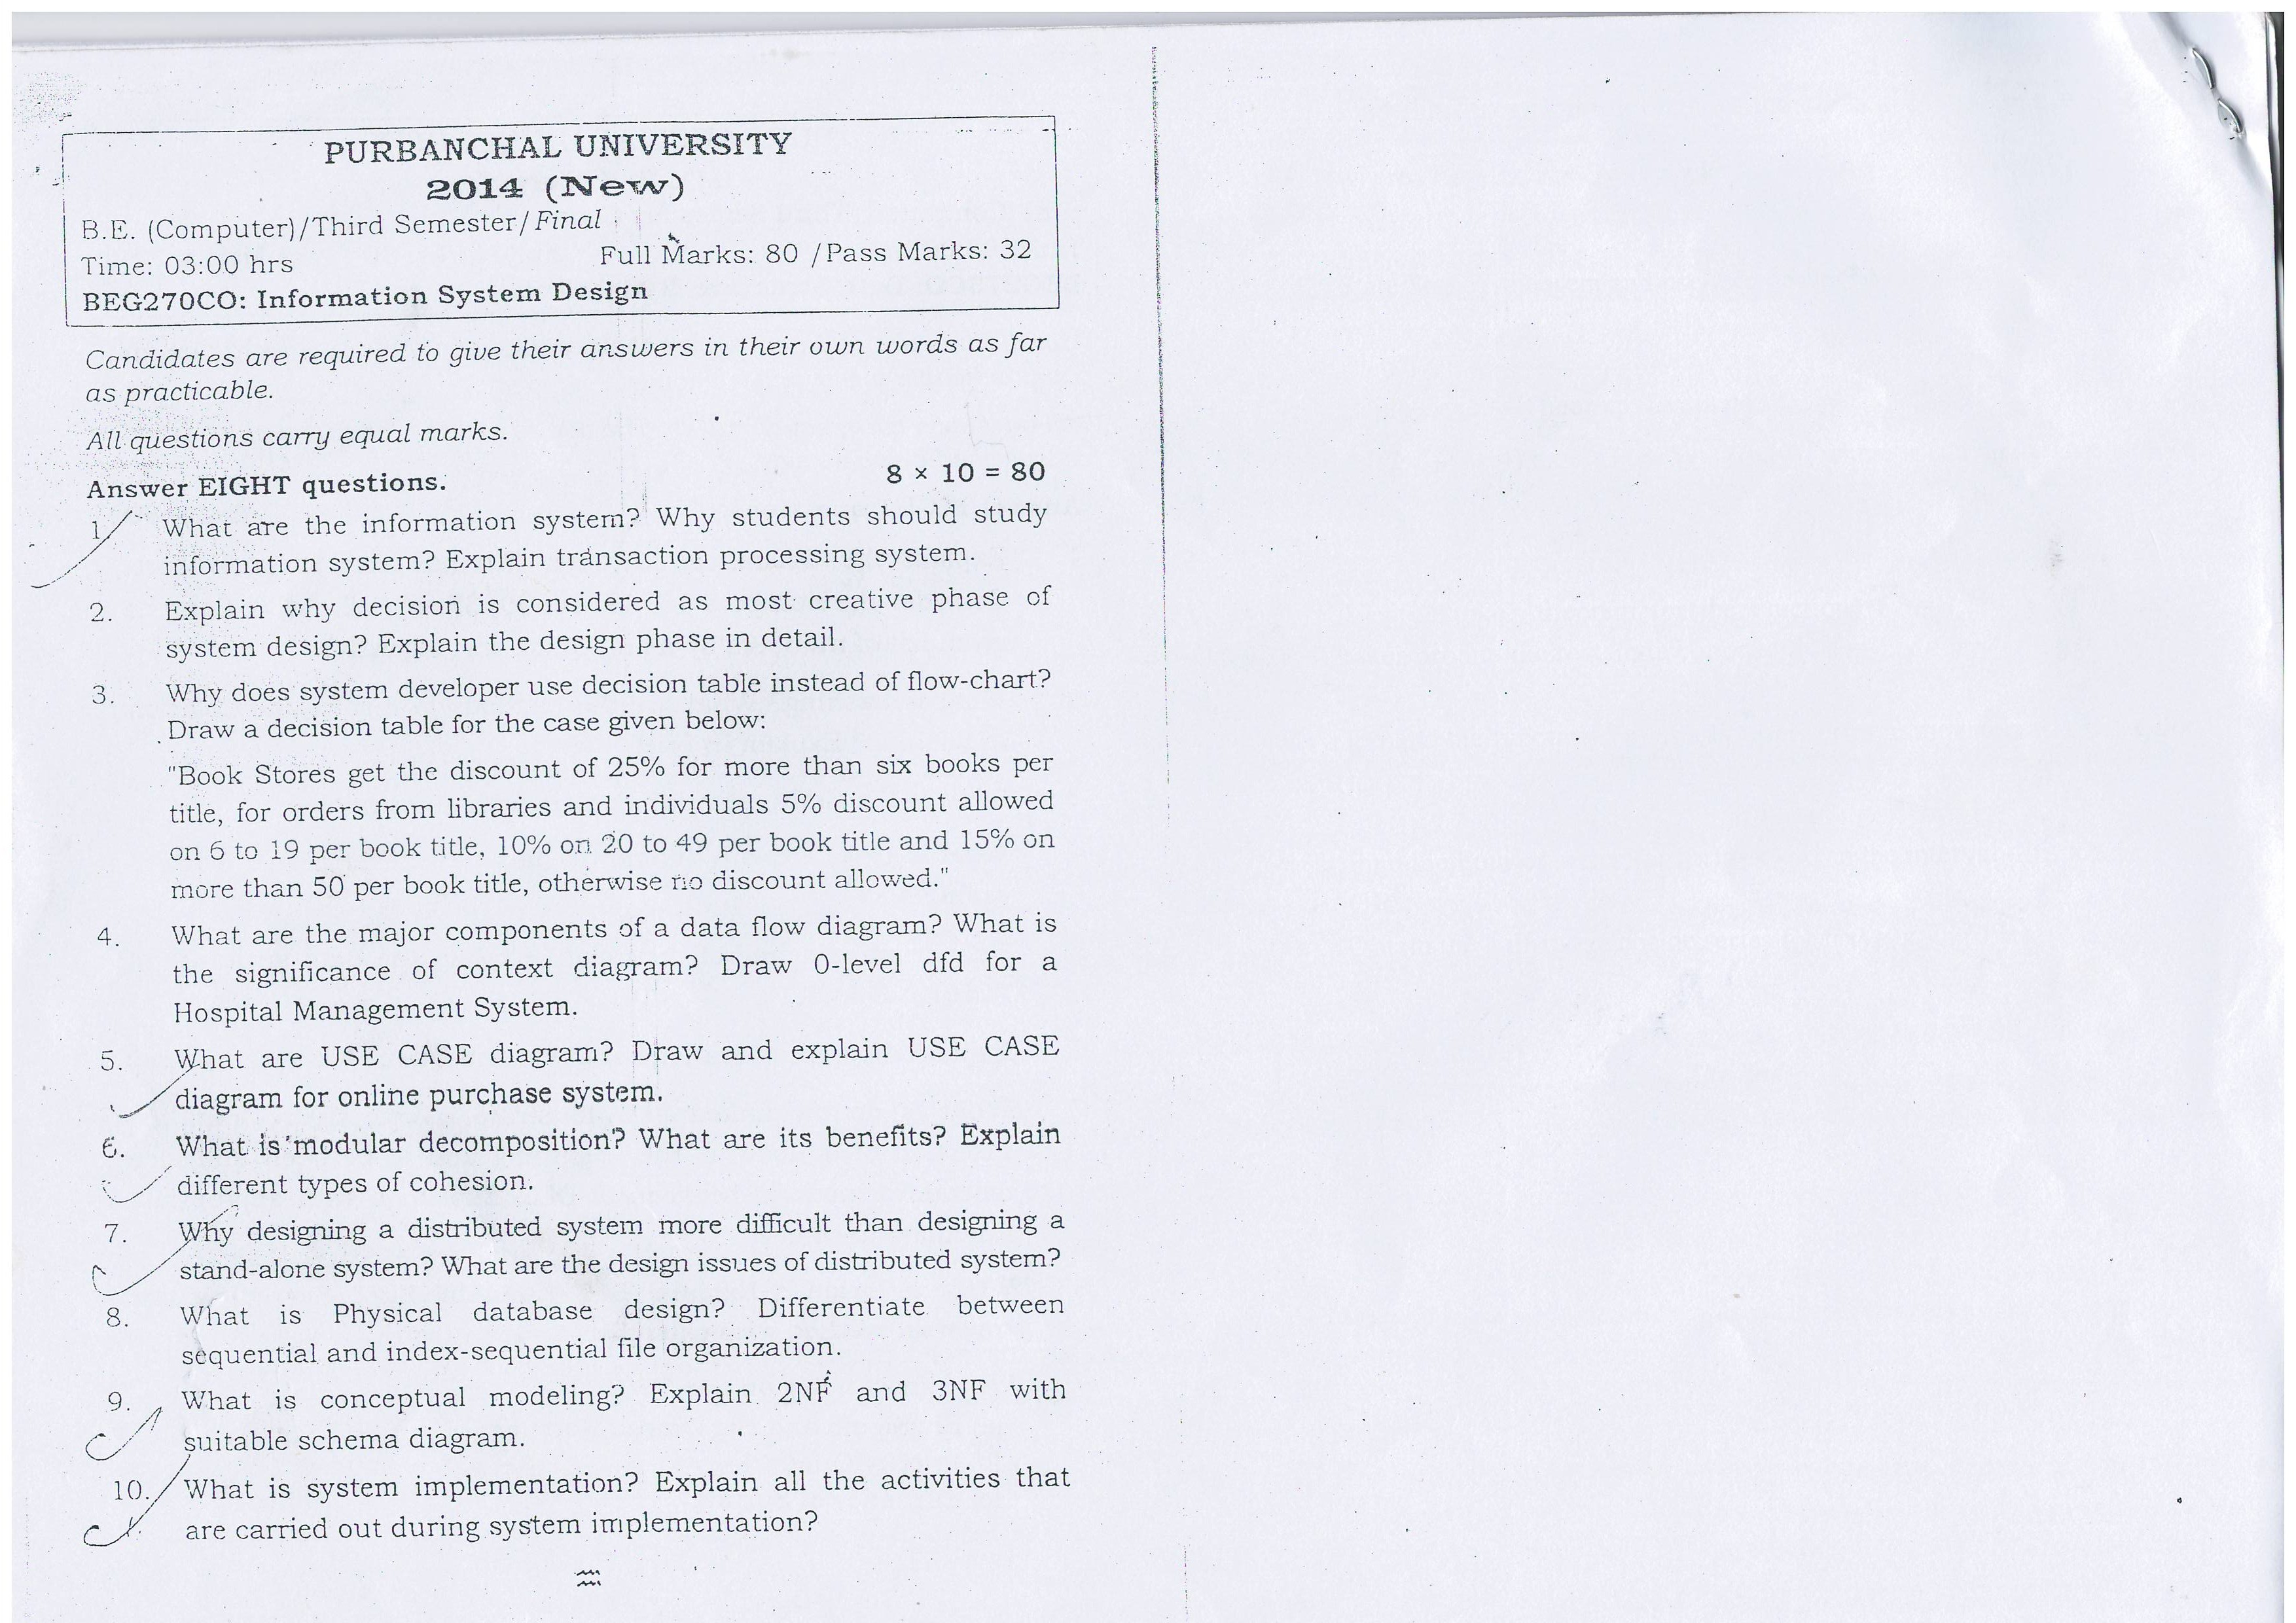 PURBANCHAL UNIVERSITY
2014 (New)
B.E. (Computer)/Third Semester/Final
Time: 03:00 hrs Full Marks: 80 /Pass Marks: 32
BEG270CO: Information System Design
Candidates are required to give their answers in their own words as far
as practicable.
All questions carry equal marks.
Answer EIGHT questions. 8 × 10 = 80
1. What are the information system? Why students should study
information system? Explain transaction processing system.
2. Explain why decision is considered as most creative phase of
system design? Explain the design phase in detail.
3. Why does system developer use decision table instead of flow-chart?
Draw a decision table for the case given below:
"Book Stores get the discount of 25% for more than six books per
title, for orders from libraries and individuals 5% discount allowed
on 6 to 19 per book title, 10% on 20 to 49 per book title and 15% on
more than 50 per book title, otherwise no discount allowed."
4. What are the major components of a data flow diagram? What is
the significance of context diagram? Draw 0-level dfd for a
Hospital Management System.
5. What are USE CASE diagram? Draw and explain USE CASE
diagram for online purchase system.
6. What is 'modular decomposition'? What are its benefits? Explain
different types of cohesion.
7. Why designing a distributed system more difficult than designing a
stand-alone system? What are the design issues of distributed system?
8. What is Physical database design? Differentiate between
sequential and index-sequential file organization.
9. What is conceptual modeling? Explain 2NF and 3NF with
suitable schema diagram.
10. What is system implementation? Explain all the activities that
are carried out during system implementation?